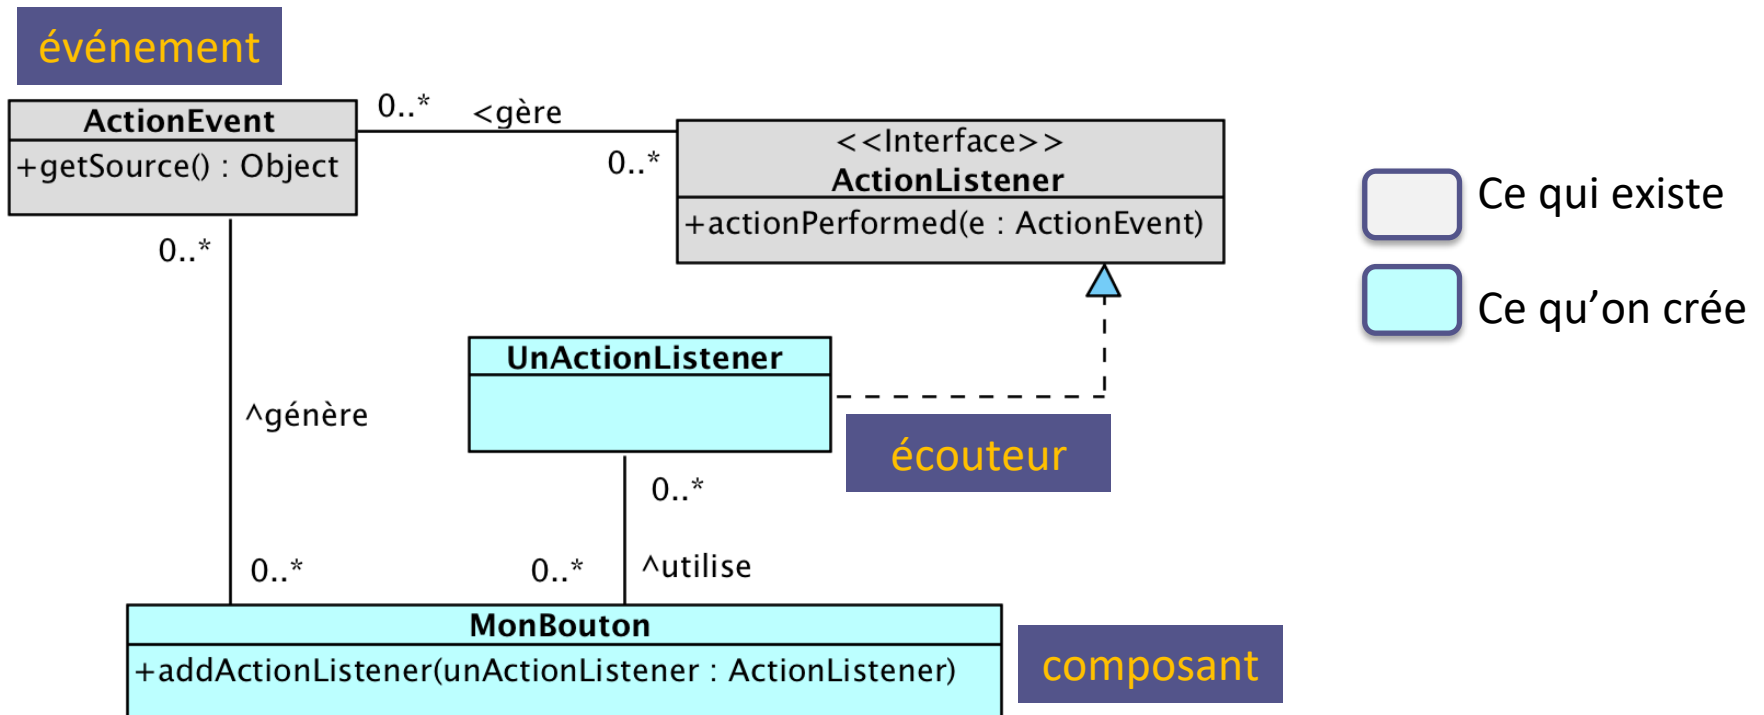 événement
ActionEvent
+getSource() : Object
0..*
<gère
0..*
<<Interface>>
ActionListener
+actionPerformed(e : ActionEvent)
Ce qui existe
Ce qu’on crée
0..*
^génère
0..*
UnActionListener
écouteur
0..*
0..*
^utilise
MonBouton
+addActionListener(unActionListener : ActionListener)
composant